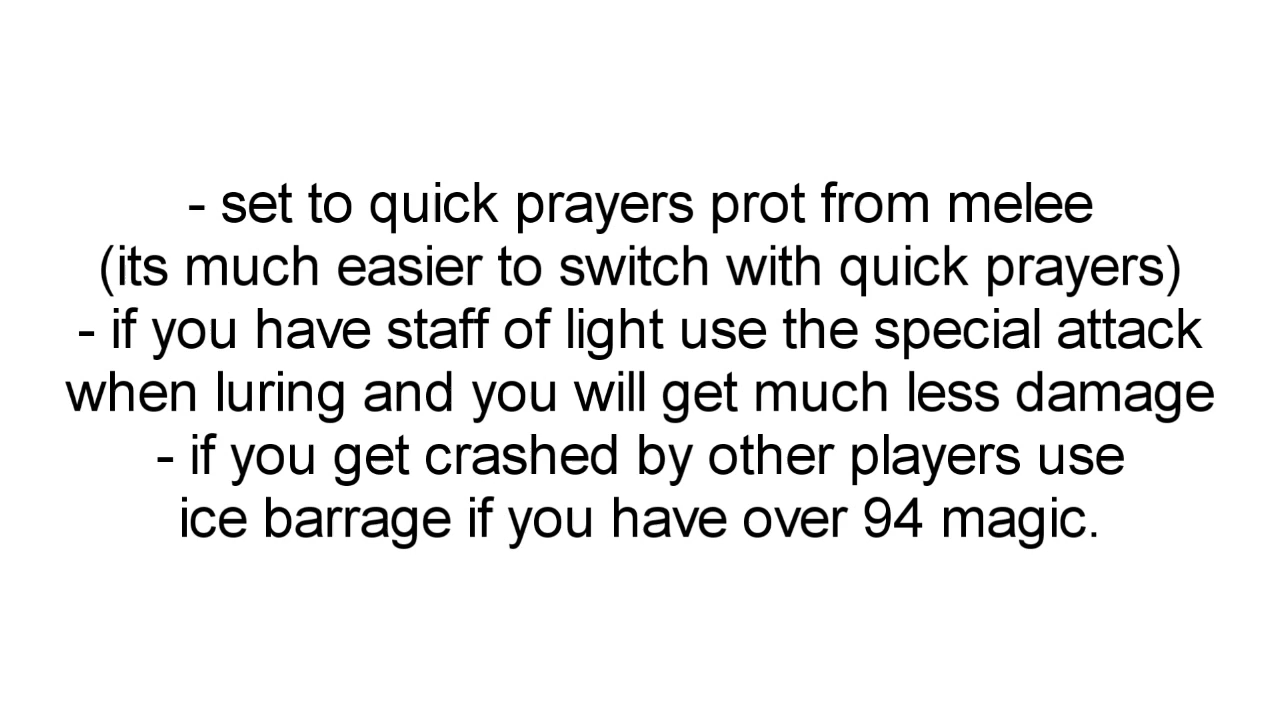 - set to quick prayers prot from melee
(its much easier to switch with quick prayers)
- if you have staff of light use the special attack
when luring and you will get much less damage
- if you get crashed by other players use
ice barrage if you have over 94 magic.